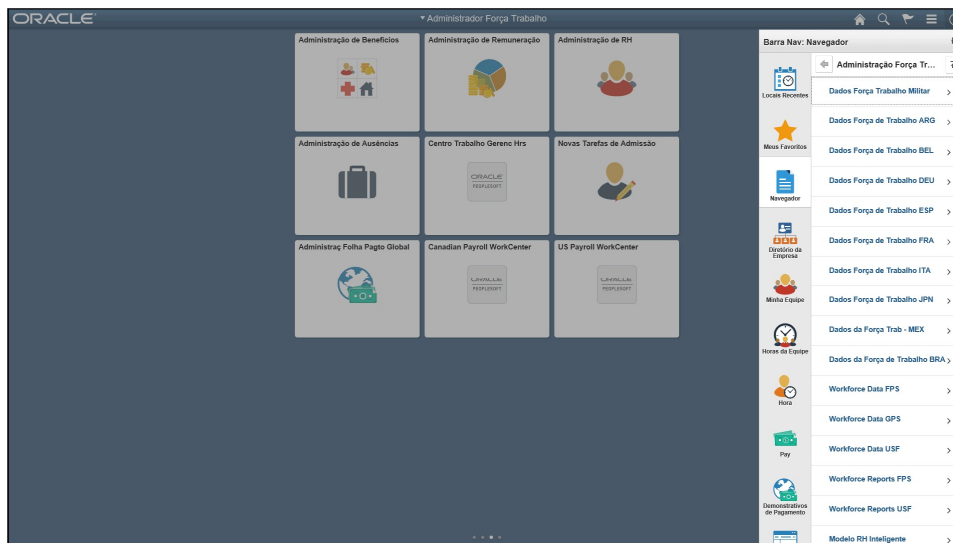 ORACLE
Administrador Força Trabalho
Administração de Benefícios
Administração de Remuneração
Administração de RH
Administração de Ausências
Centro Trabalho Gerenc Hrs
ORACLE
PEOPLESOFT
Novas Tarefas de Admissão
Administraç Folha Pagto Global
Canadian Payroll WorkCenter
ORACLE
PEOPLESOFT
US Payroll WorkCenter
ORACLE
PEOPLESOFT
Barra Nav: Navegador
Locais Recentes
Meus Favoritos
Navegador
Diretório da
Empresa
Minha Equipe
Horas da Equipe
Hora
Pay
Demonstrativos
de Pagamento
Administração Força Tr...
Dados Força Trabalho Militar
Dados Força de Trabalho ARG
Dados Força de Trabalho BEL
Dados Força de Trabalho DEU
Dados Força de Trabalho ESP
Dados Força de Trabalho FRA
Dados Força de Trabalho ITA
Dados Força de Trabalho JPN
Dados da Força Trab - MEX
Dados da Força de Trabalho BRA
Workforce Data FPS
Workforce Data GPS
Workforce Data USF
Workforce Reports FPS
Workforce Reports USF
Modelo RH Inteligente